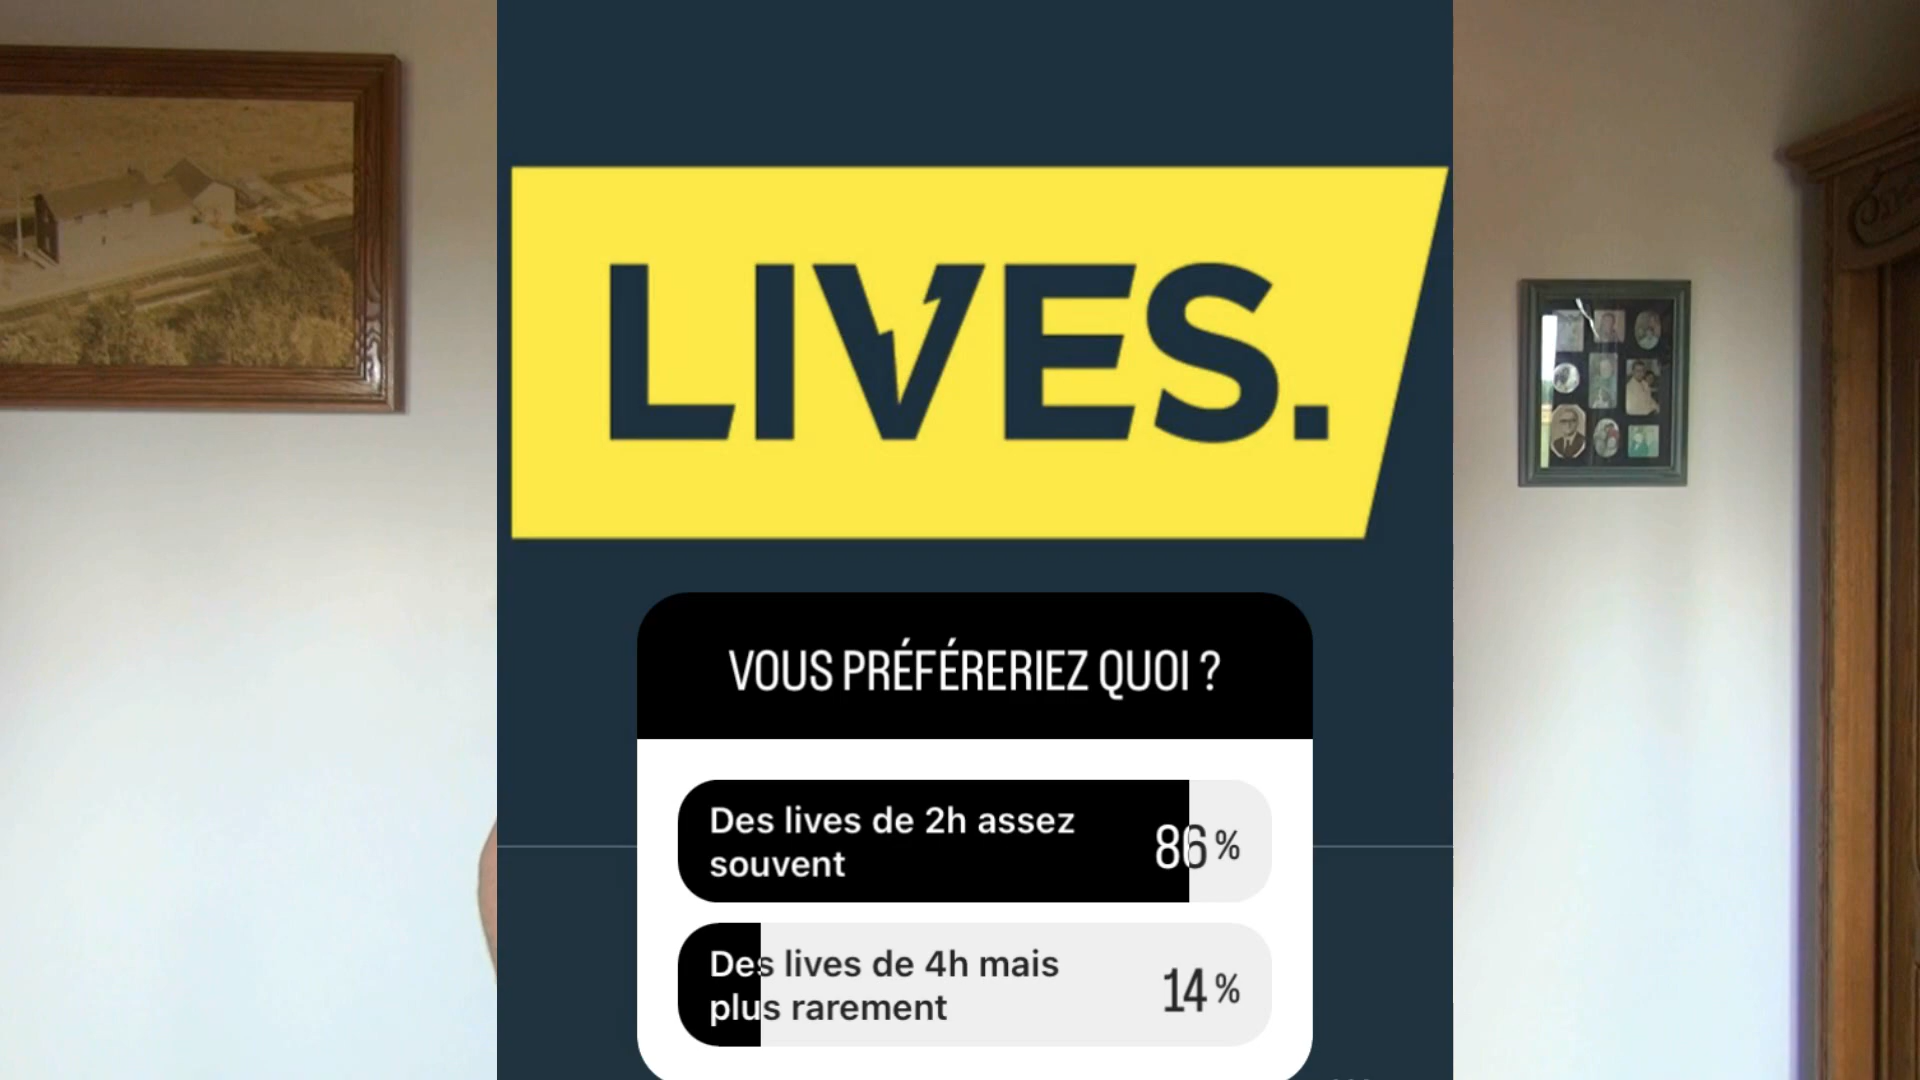 LIVES.
VOUS PRÉFÉRERIEZ QUOI ?
Des lives de 2h assez
souvent
86%
Des lives de 4h mais
plus rarement
14%